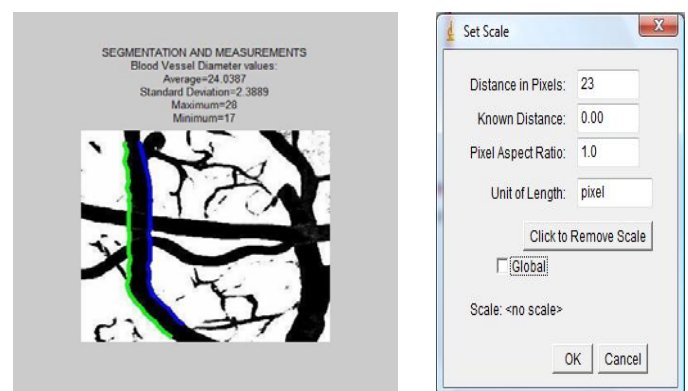 SEGMENTATION AND MEASUREMENTS
Blood Vessel Diameter values:
Average=24.0387
Standard Deviation=2.3889
Maximum=28
Minimum=17
Set Scale
Distance in Pixels: 23
Known Distance: 0.00
Pixel Aspect Ratio: 1.0
Unit of Length: pixel
Click to Remove Scale
Global
Scale: <no scale>
OK Cancel